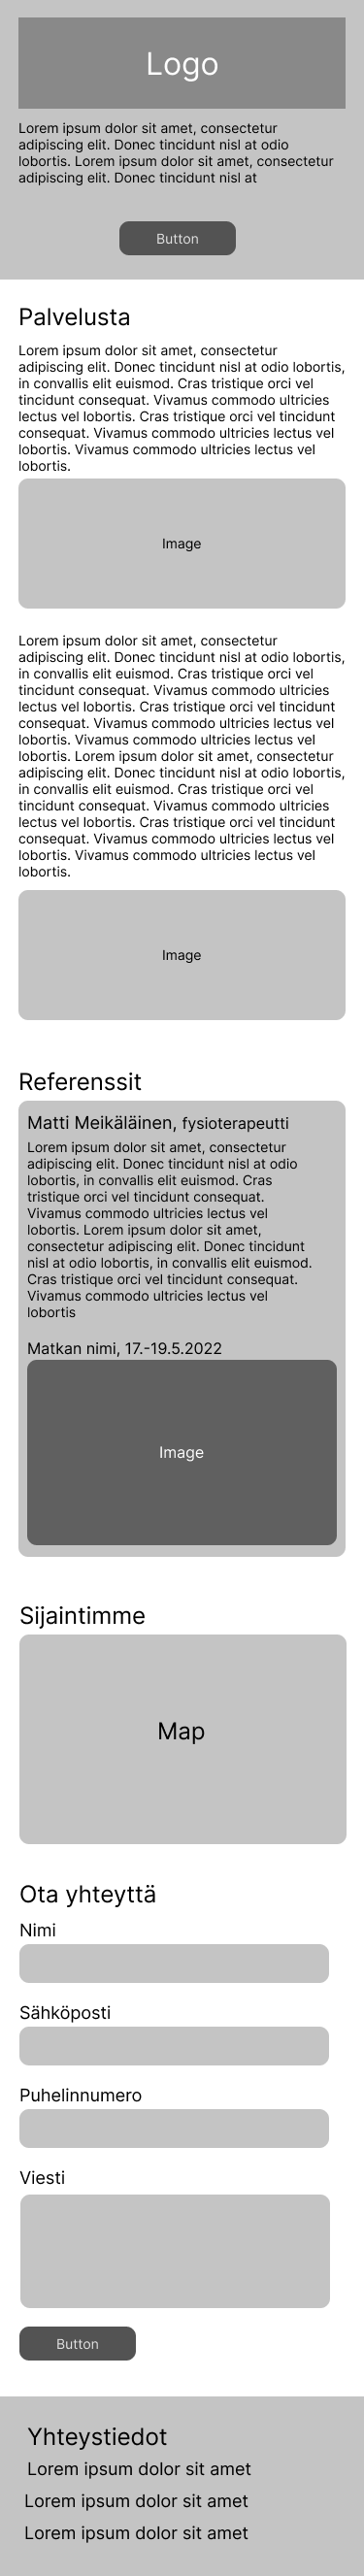 Logo
Lorem ipsum dolor sit amet, consectetur
adipiscing elit. Donec tincidunt nisl at odio
lobortis. Lorem ipsum dolor sit amet, consectetur
adipiscing elit. Donec tincidunt nisl at
Button
Palvelusta
Lorem ipsum dolor sit amet, consectetur
adipiscing elit. Donec tincidunt nisl at odio lobortis,
in convallis elit euismod. Cras tristique orci vel
tincidunt consequat. Vivamus commodo ultricies
lectus vel lobortis. Cras tristique orci vel tincidunt
consequat. Vivamus commodo ultricies lectus vel
lobortis. Vivamus commodo ultricies lectus vel
lobortis.
Image
Lorem ipsum dolor sit amet, consectetur
adipiscing elit. Donec tincidunt nisl at odio lobortis,
in convallis elit euismod. Cras tristique orci vel
tincidunt consequat. Vivamus commodo ultricies
lectus vel lobortis. Cras tristique orci vel tincidunt
consequat. Vivamus commodo ultricies lectus vel
lobortis. Vivamus commodo ultricies lectus vel
lobortis. Lorem ipsum dolor sit amet, consectetur
adipiscing elit. Donec tincidunt nisl at odio lobortis,
in convallis elit euismod. Cras tristique orci vel
tincidunt consequat. Vivamus commodo ultricies
lectus vel lobortis. Cras tristique orci vel tincidunt
consequat. Vivamus commodo ultricies lectus vel
lobortis. Vivamus commodo ultricies lectus vel
lobortis.
Image
Referenssit
Matti Meikäläinen, fysioterapeutti
Lorem ipsum dolor sit amet, consectetur
adipiscing elit. Donec tincidunt nisl at odio
lobortis, in convallis elit euismod. Cras
tristique orci vel tincidunt consequat.
Vivamus commodo ultricies lectus vel
lobortis. Lorem ipsum dolor sit amet,
consectetur adipiscing elit. Donec tincidunt
nisl at odio lobortis, in convallis elit euismod.
Cras tristique orci vel tincidunt consequat.
Vivamus commodo ultricies lectus vel
lobortis
Matkan nimi, 17.-19.5.2022
Image
Sijaintimme
Map
Ota yhteyttä
Nimi
Sähköposti
Puhelinnumero
Viesti
Button
Yhteystiedot
Lorem ipsum dolor sit amet
Lorem ipsum dolor sit amet
Lorem ipsum dolor sit amet